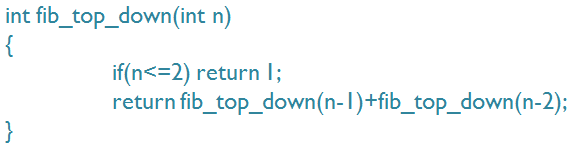 int fib_top_down(int n)
{
if(n<=2) return 1;
return fib_top_down(n-1)+fib_top_down(n-2);
}